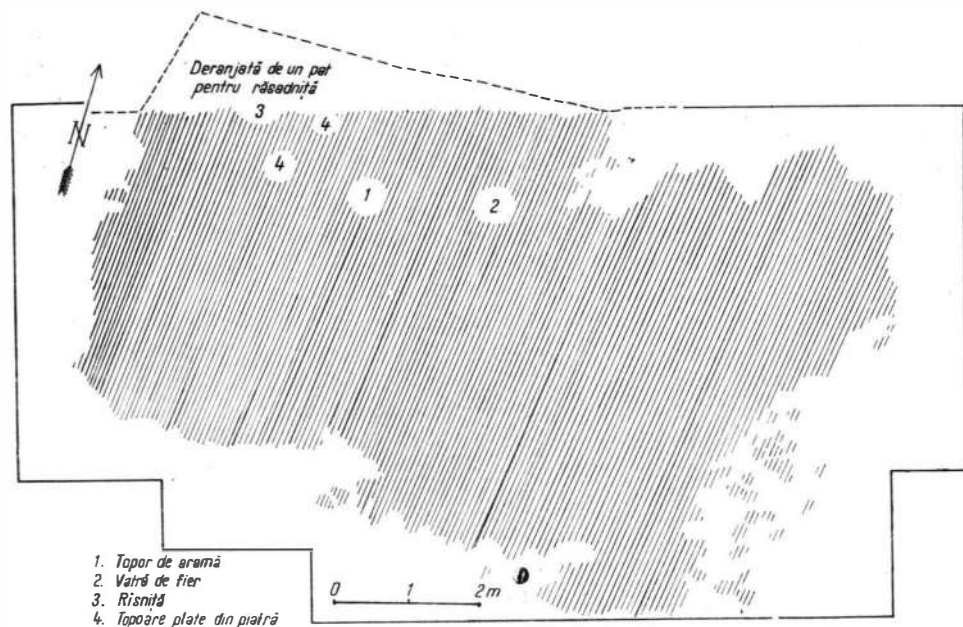 Deranjată de un pat
pentru răsadniță
N
3
4
4
1
2
1. Topor de aramă
2. Vatră de fier
3. Rîsniță
4. Topoare plate din piatră
0 1 2 m